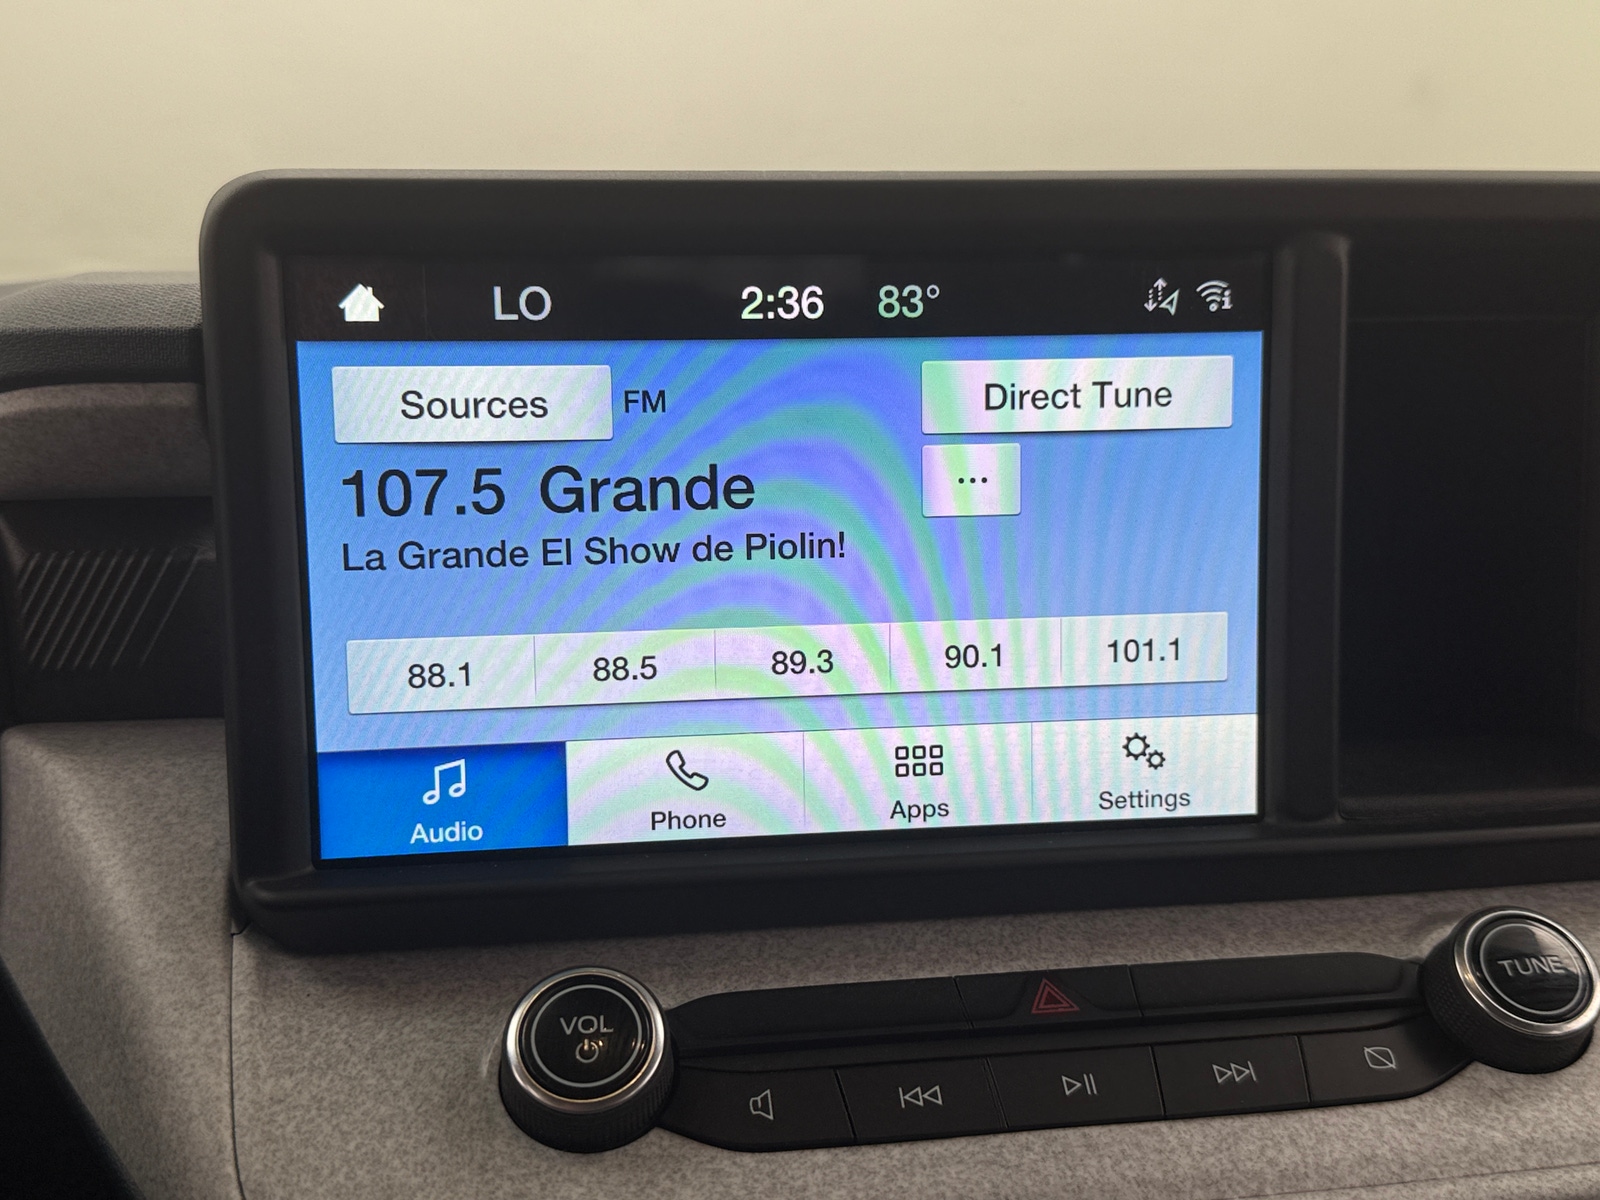 LO 2:36 83°
Sources FM Direct Tune
107.5 Grande ...
La Grande El Show de Piolin!
88.1 88.5 89.3 90.1 101.1
Audio Phone Apps Settings
TUNE
VOL